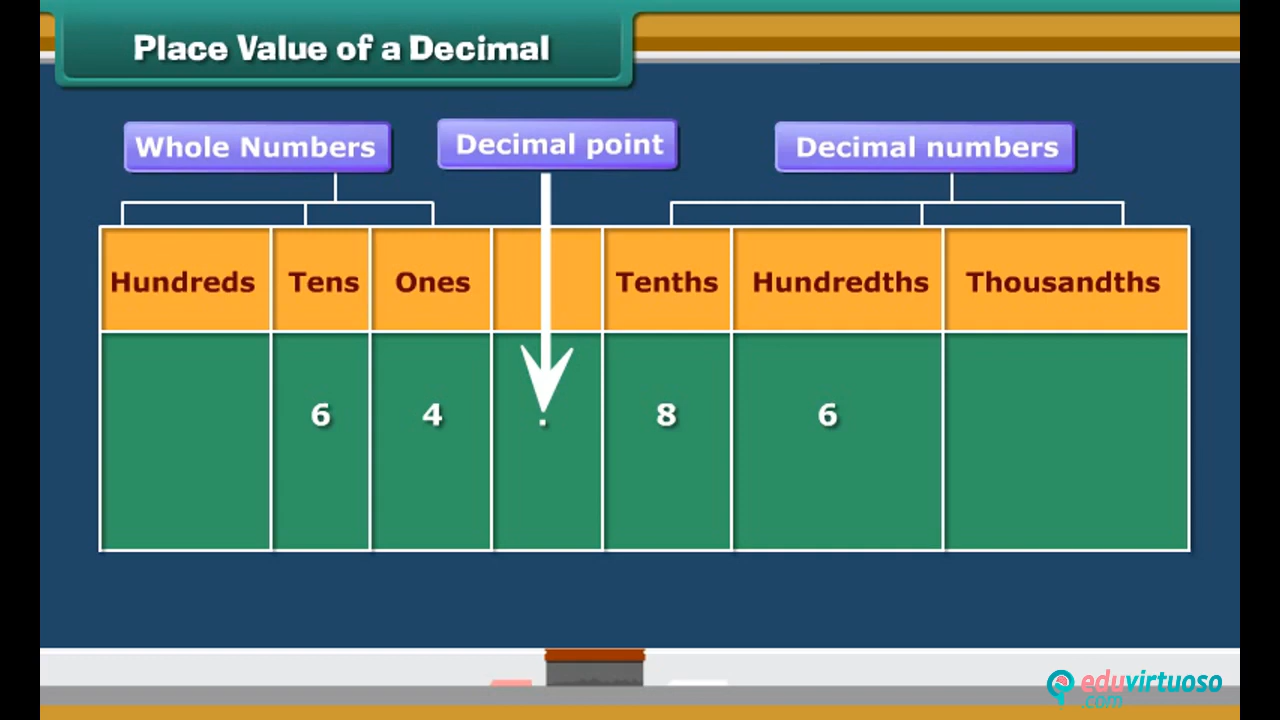 Place Value of a Decimal
Whole Numbers Decimal point Decimal numbers
Hundreds Tens Ones Tenths Hundredths Thousandths
6 4 . 8 6
eduvirtuoso
.com